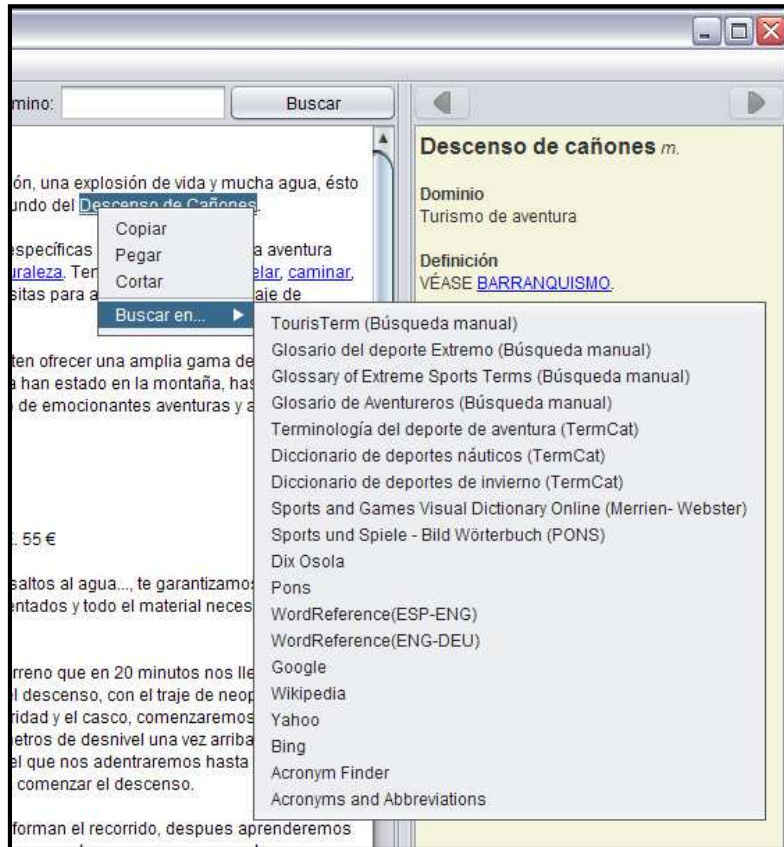 mino:
Buscar
ón, una explosión de vida y mucha agua, ésto
undo del Descenso de Cañones.
específicas
a aventura
uraleza. Ter
elar, caminar,
sitas para a
aje de
ten ofrecer una amplia gama de
a han estado en la montaña, has
o de emocionantes aventuras y a
. 55 €
saltos al agua..., te garantizamo
entados y todo el material neces
rreno que en 20 minutos nos lle
el descenso, con el traje de neop
ridad y el casco, comenzaremos
etros de desnivel una vez arriba
el que nos adentraremos hasta
comenzar el descenso.
forman el recorrido, despues aprenderemos
Copiar
Pegar
Cortar
Buscar en...
TourisTerm (Búsqueda manual)
Glosario del deporte Extremo (Búsqueda manual)
Glossary of Extreme Sports Terms (Búsqueda manual)
Glosario de Aventureros (Búsqueda manual)
Terminología del deporte de aventura (TermCat)
Diccionario de deportes náuticos (TermCat)
Diccionario de deportes de invierno (TermCat)
Sports and Games Visual Dictionary Online (Merrien- Webster)
Sports und Spiele - Bild Wörterbuch (PONS)
Dix Osola
Pons
WordReference(ESP-ENG)
WordReference(ENG-DEU)
Google
Wikipedia
Yahoo
Bing
Acronym Finder
Acronyms and Abbreviations
Descenso de cañones m.
Dominio
Turismo de aventura
Definición
VÉASE BARRANQUISMO.